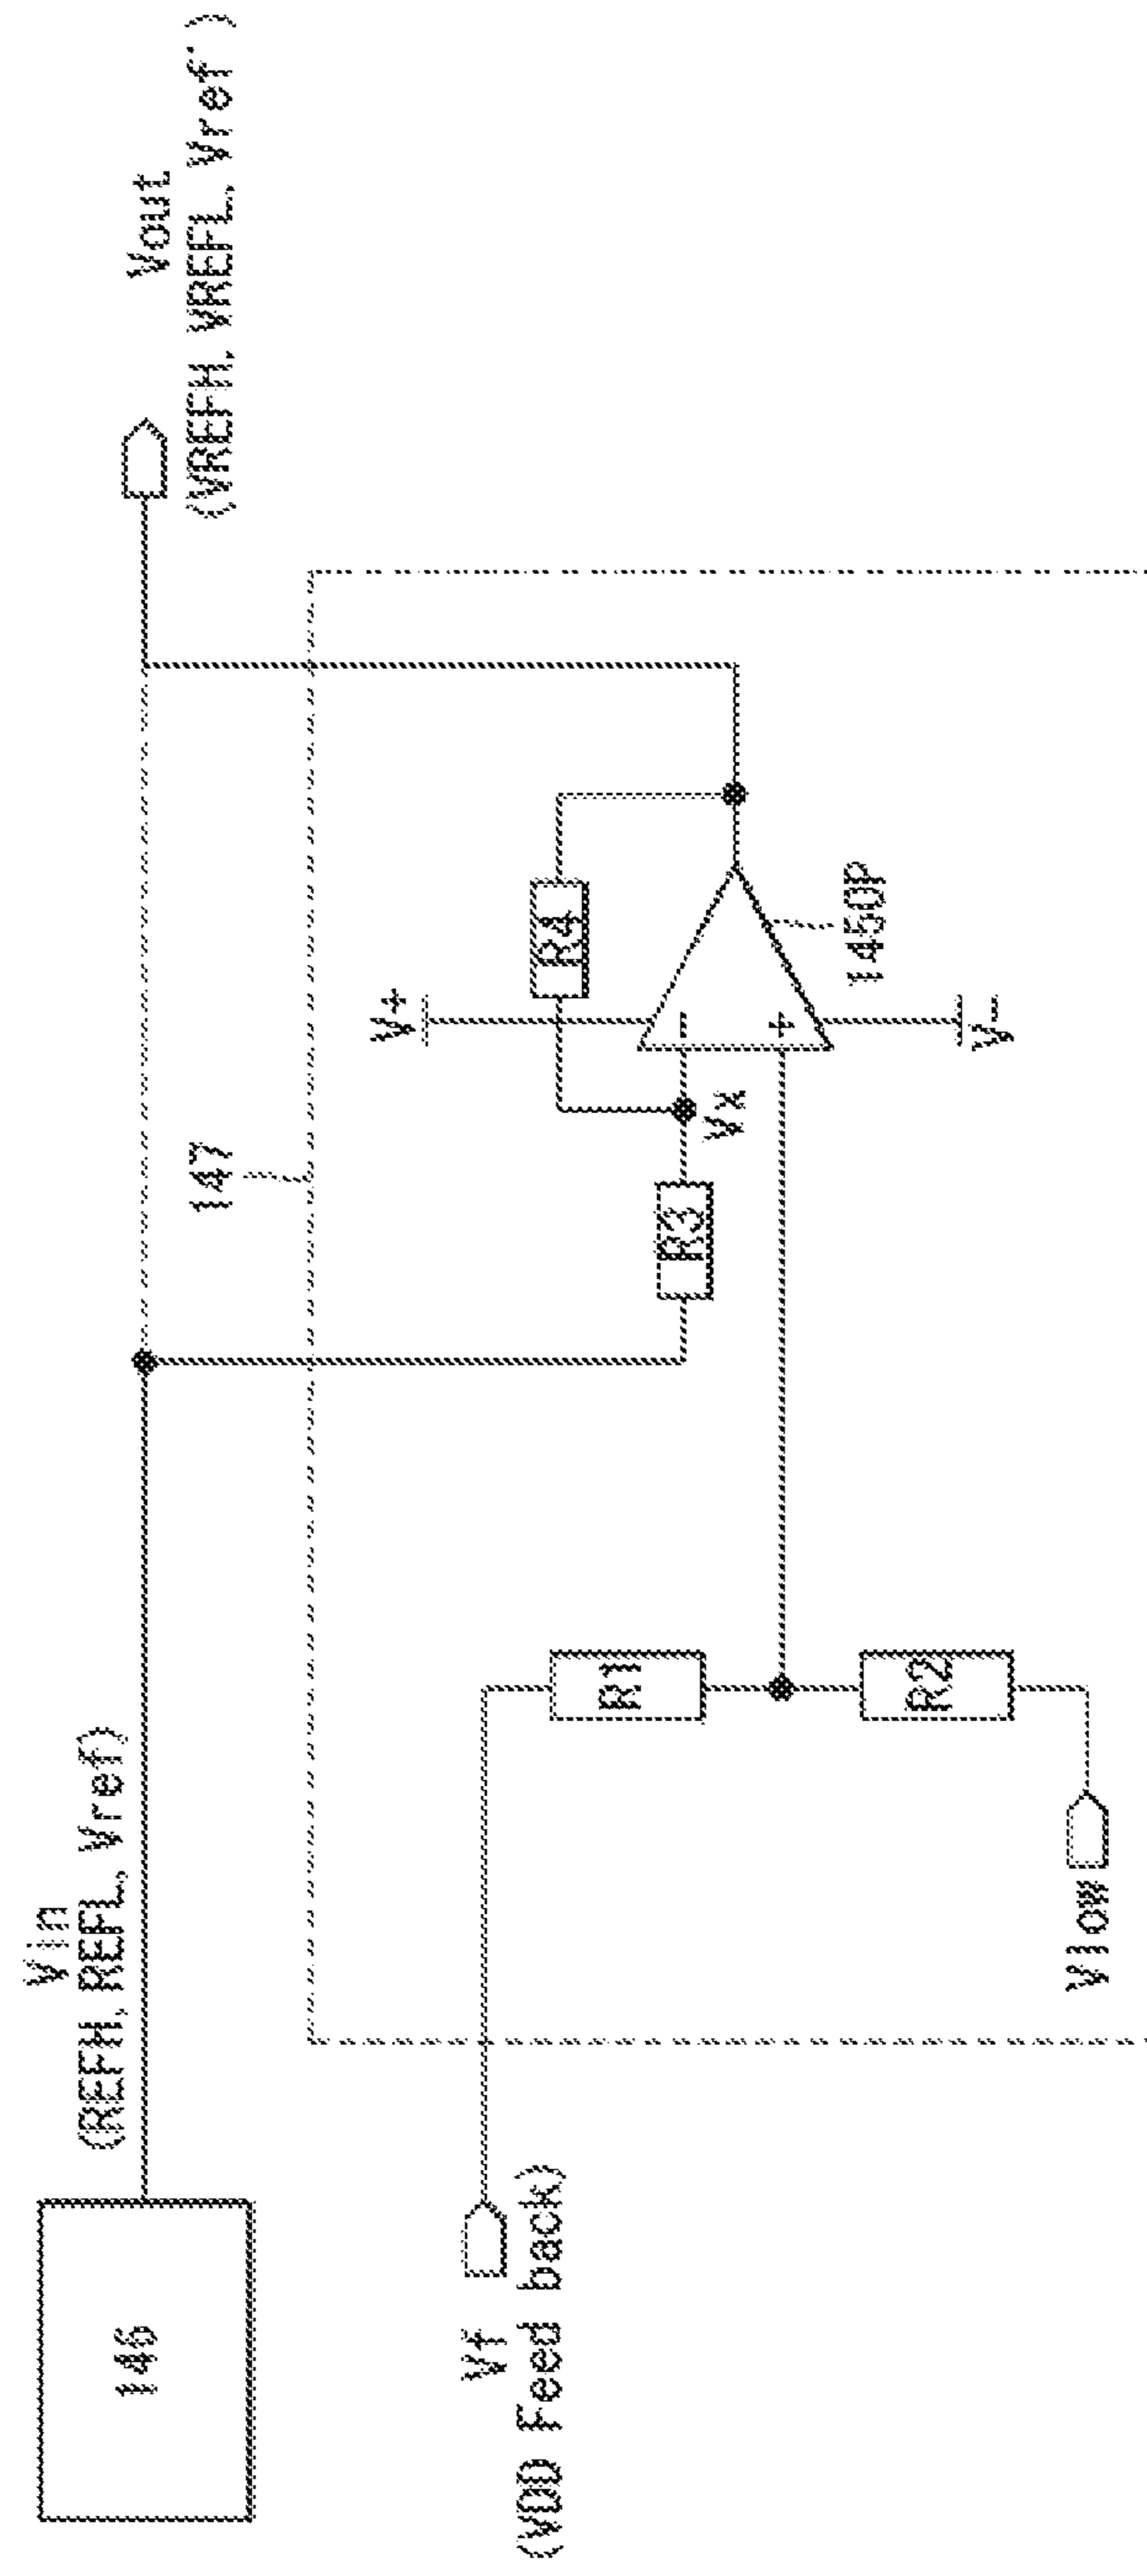 146
Vin
(REFH, REFL, Vref)
Vout
(VREFH, VREFL, Vref')
147
Vf
(VDD Feed back)
V+
R4
R3
Vx
-
+
1450P
V-
R1
R2
Vlow